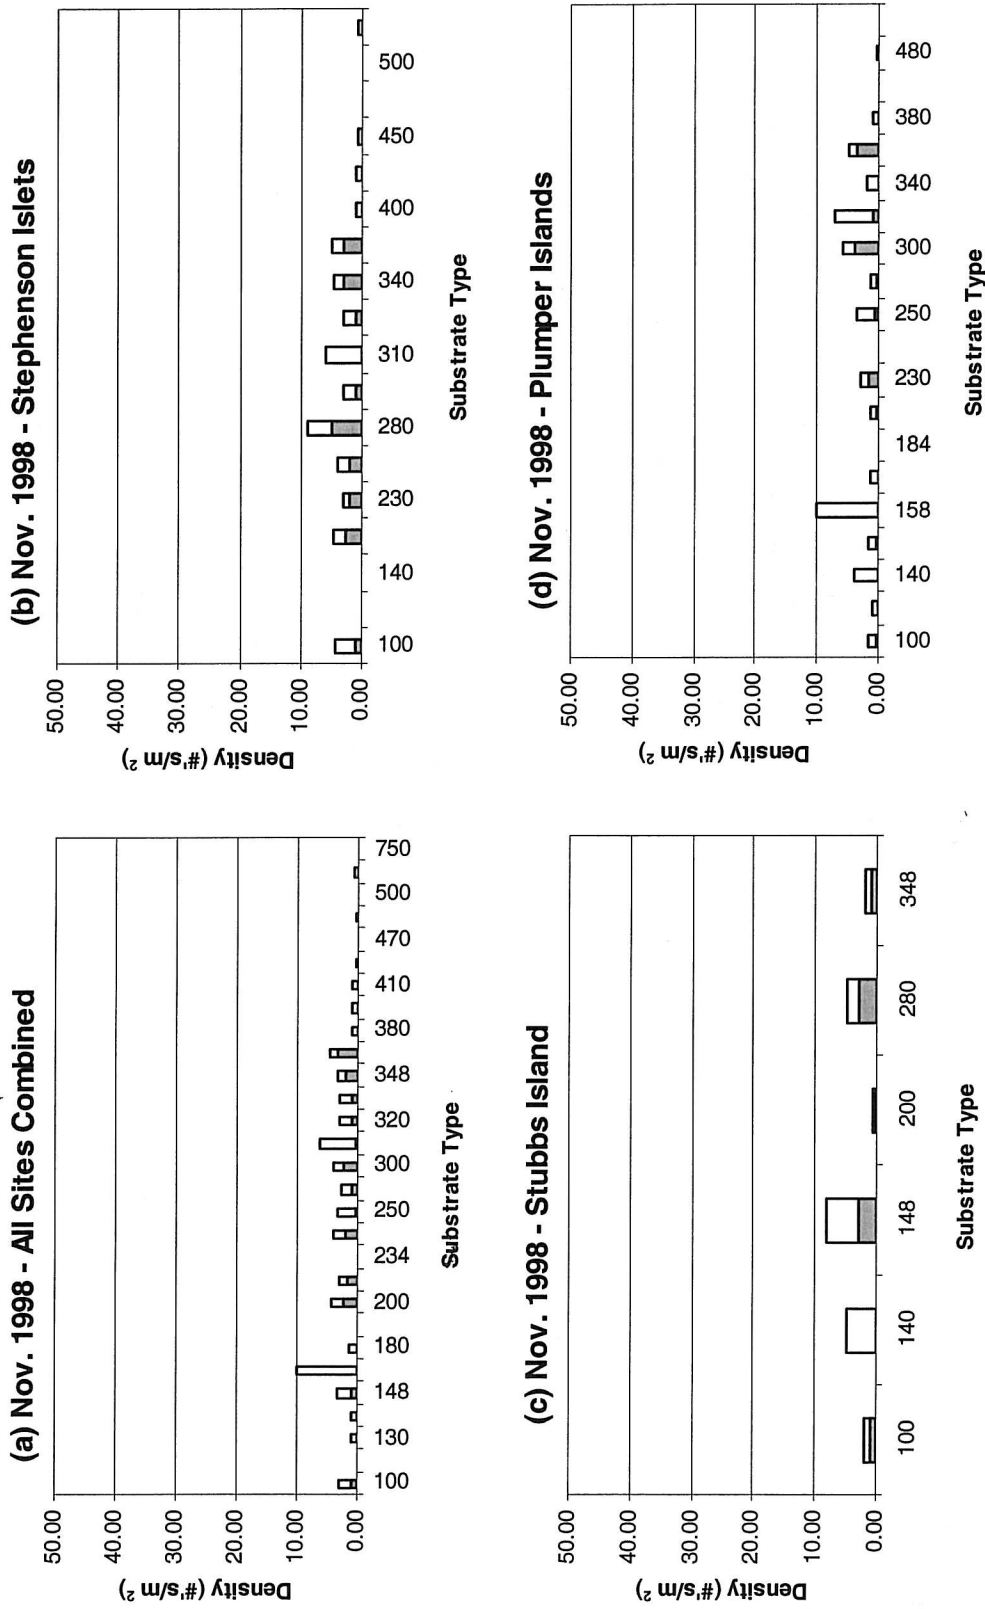 (a) Nov. 1998 - All Sites Combined
50.00
40.00
30.00
20.00
10.00
0.00
Density (#'s/m²)
100 130 148 180 200 234 250 300 320 348 380 410 470 500 750
Substrate Type
(b) Nov. 1998 - Stephenson Islets
50.00
40.00
30.00
20.00
10.00
0.00
Density (#'s/m²)
100 140 230 280 310 340 400 450 500
Substrate Type
(c) Nov. 1998 - Stubbs Island
50.00
40.00
30.00
20.00
10.00
0.00
Density (#'s/m²)
100 140 148 200 280 348
Substrate Type
(d) Nov. 1998 - Plumper Islands
50.00
40.00
30.00
20.00
10.00
0.00
Density (#'s/m²)
100 140 158 184 230 250 300 340 380 480
Substrate Type